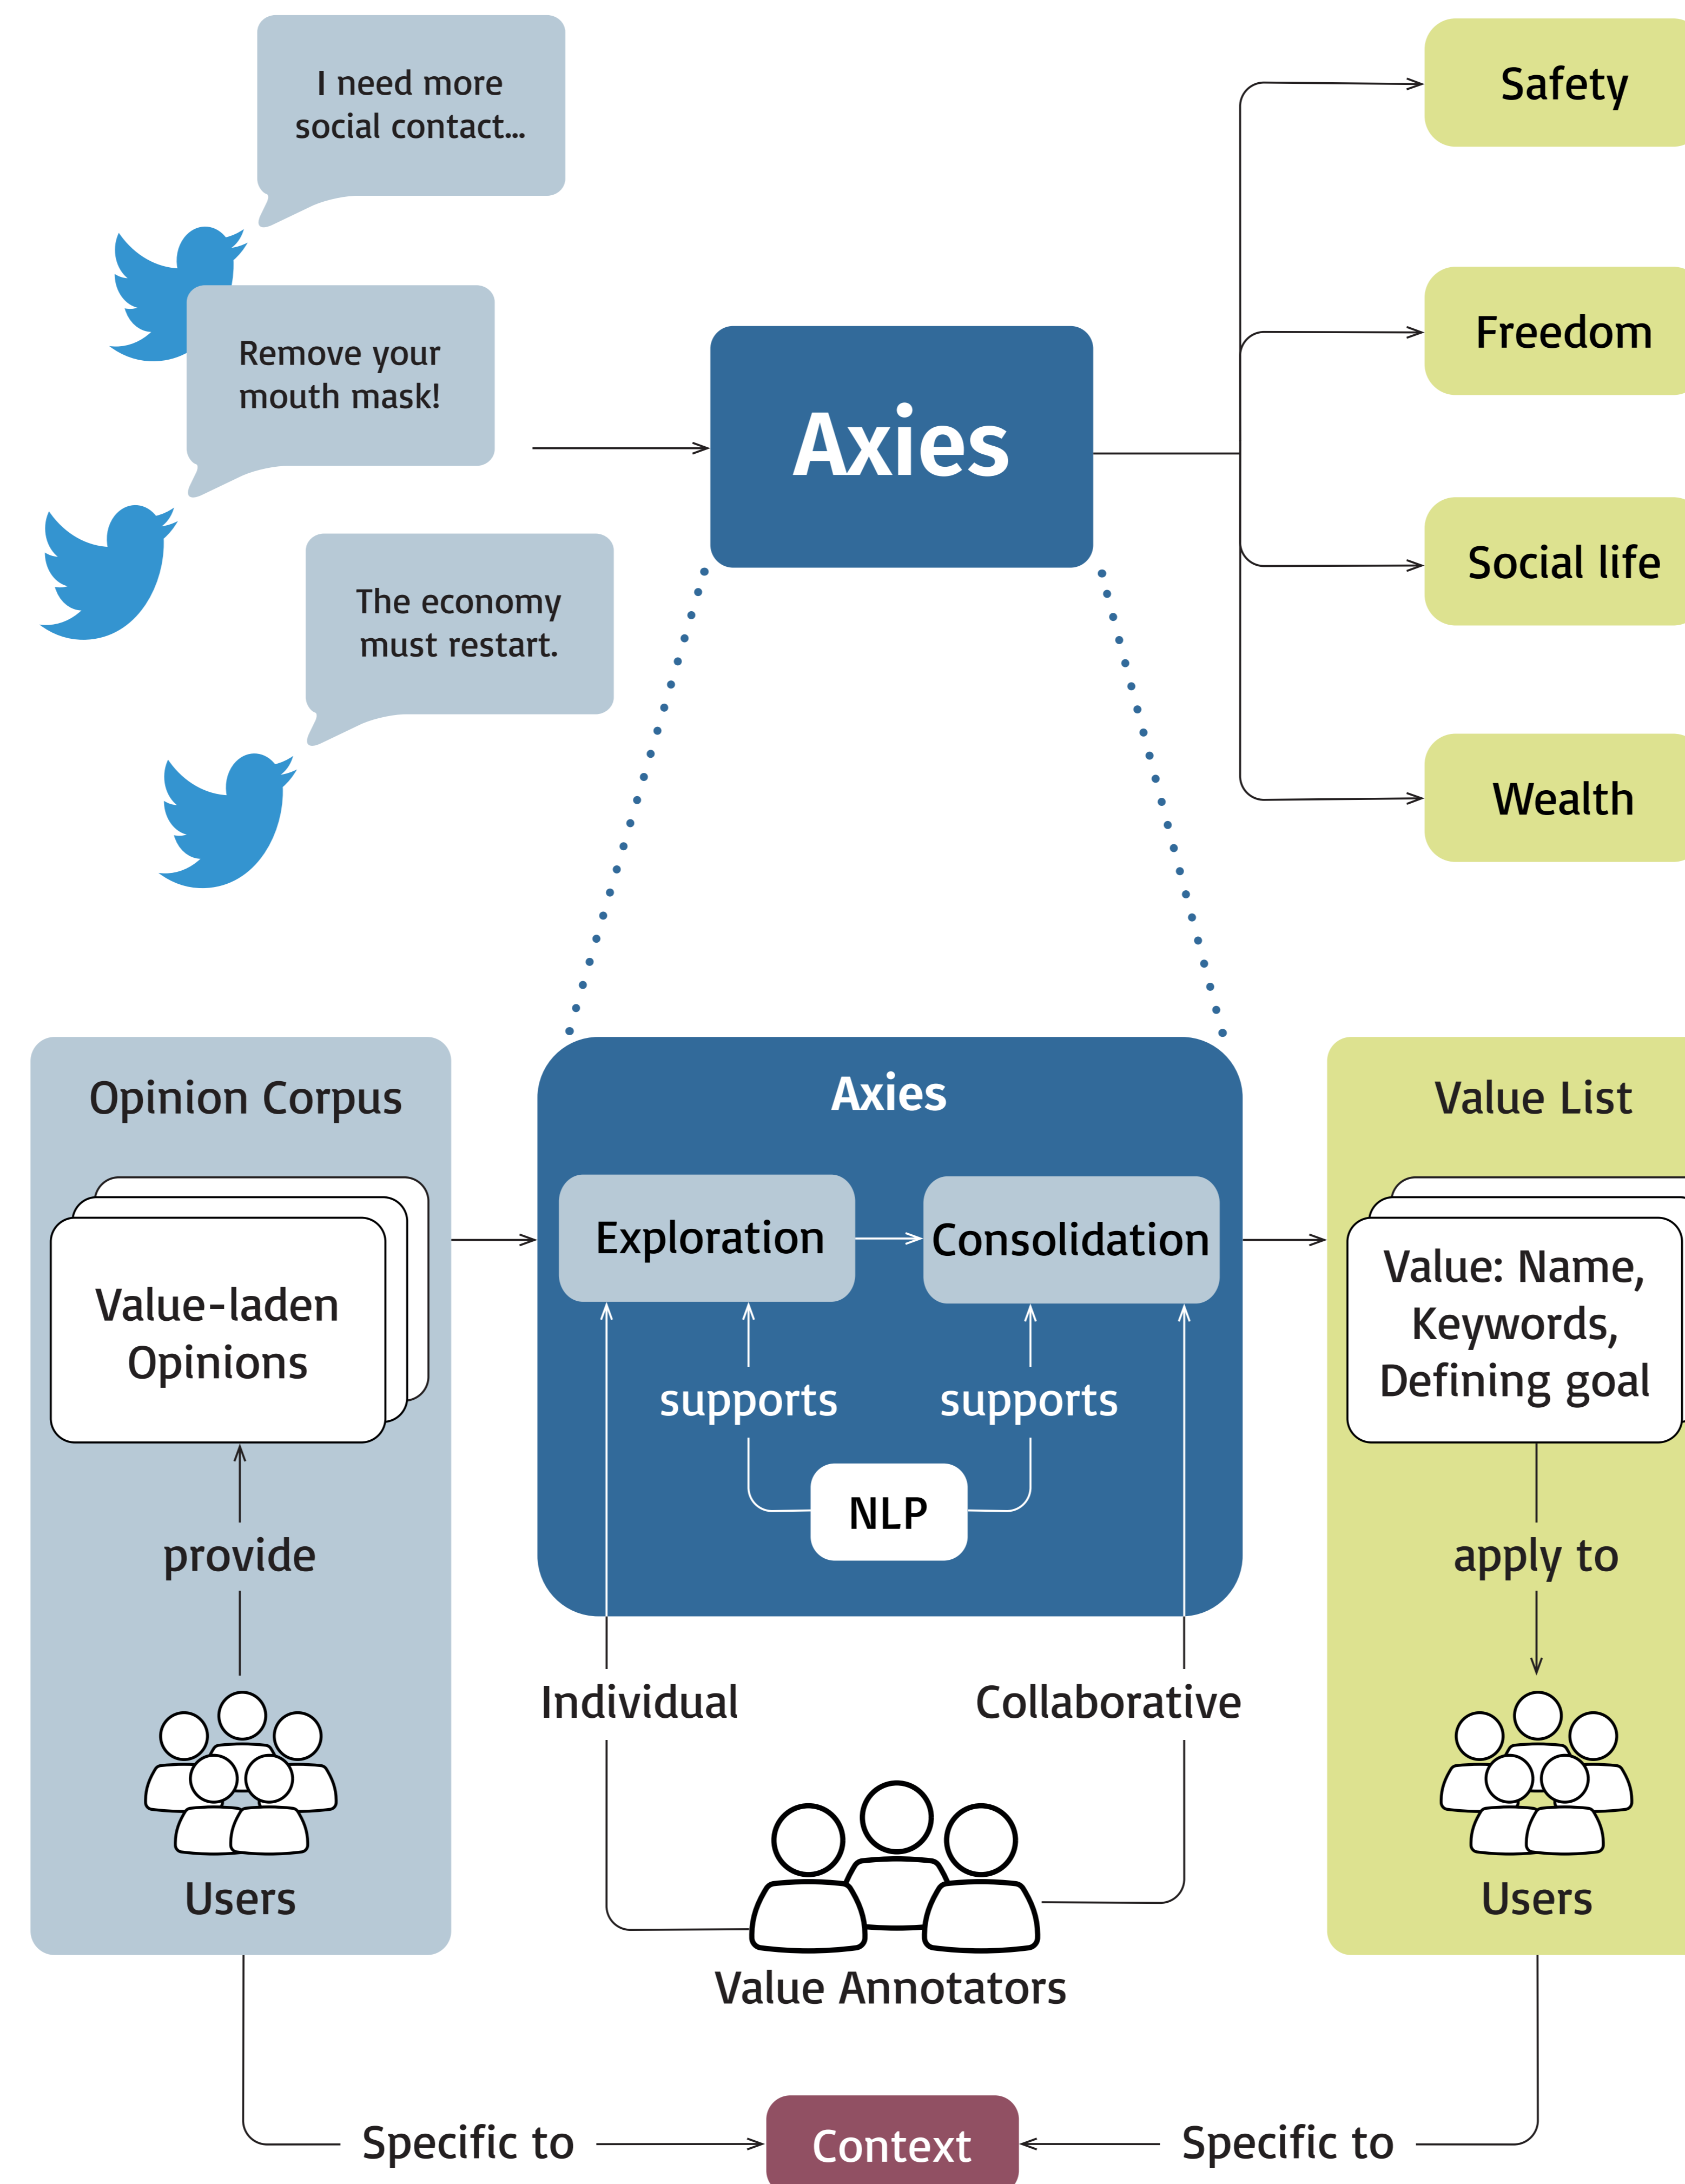 I need more
social contact...
Remove your
mouth mask!
The economy
must restart.
Axies
Safety
Freedom
Social life
Wealth
Opinion Corpus
Value-laden
Opinions
provide
Users
Axies
Exploration
Consolidation
supports
supports
NLP
Individual
Collaborative
Value Annotators
Value List
Value: Name,
Keywords,
Defining goal
apply to
Users
Specific to
Context
Specific to